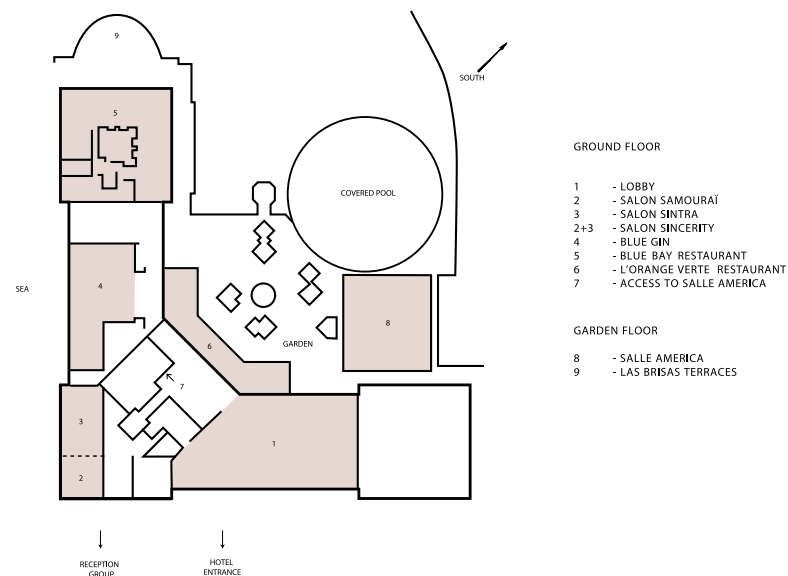 9
SOUTH
5
GROUND FLOOR
COVERED POOL
1 - LOBBY
2 - SALON SAMOURAÏ
3 - SALON SINTRA
2+3 - SALON SINCERITY
4 - BLUE GIN
5 - BLUE BAY RESTAURANT
6 - L'ORANGE VERTE RESTAURANT
7 - ACCESS TO SALLE AMERICA
SEA
4
8
6
GARDEN
GARDEN FLOOR
8 - SALLE AMERICA
9 - LAS BRISAS TERRACES
7
3
1
2
RECEPTION
GROUP
HOTEL
ENTRANCE